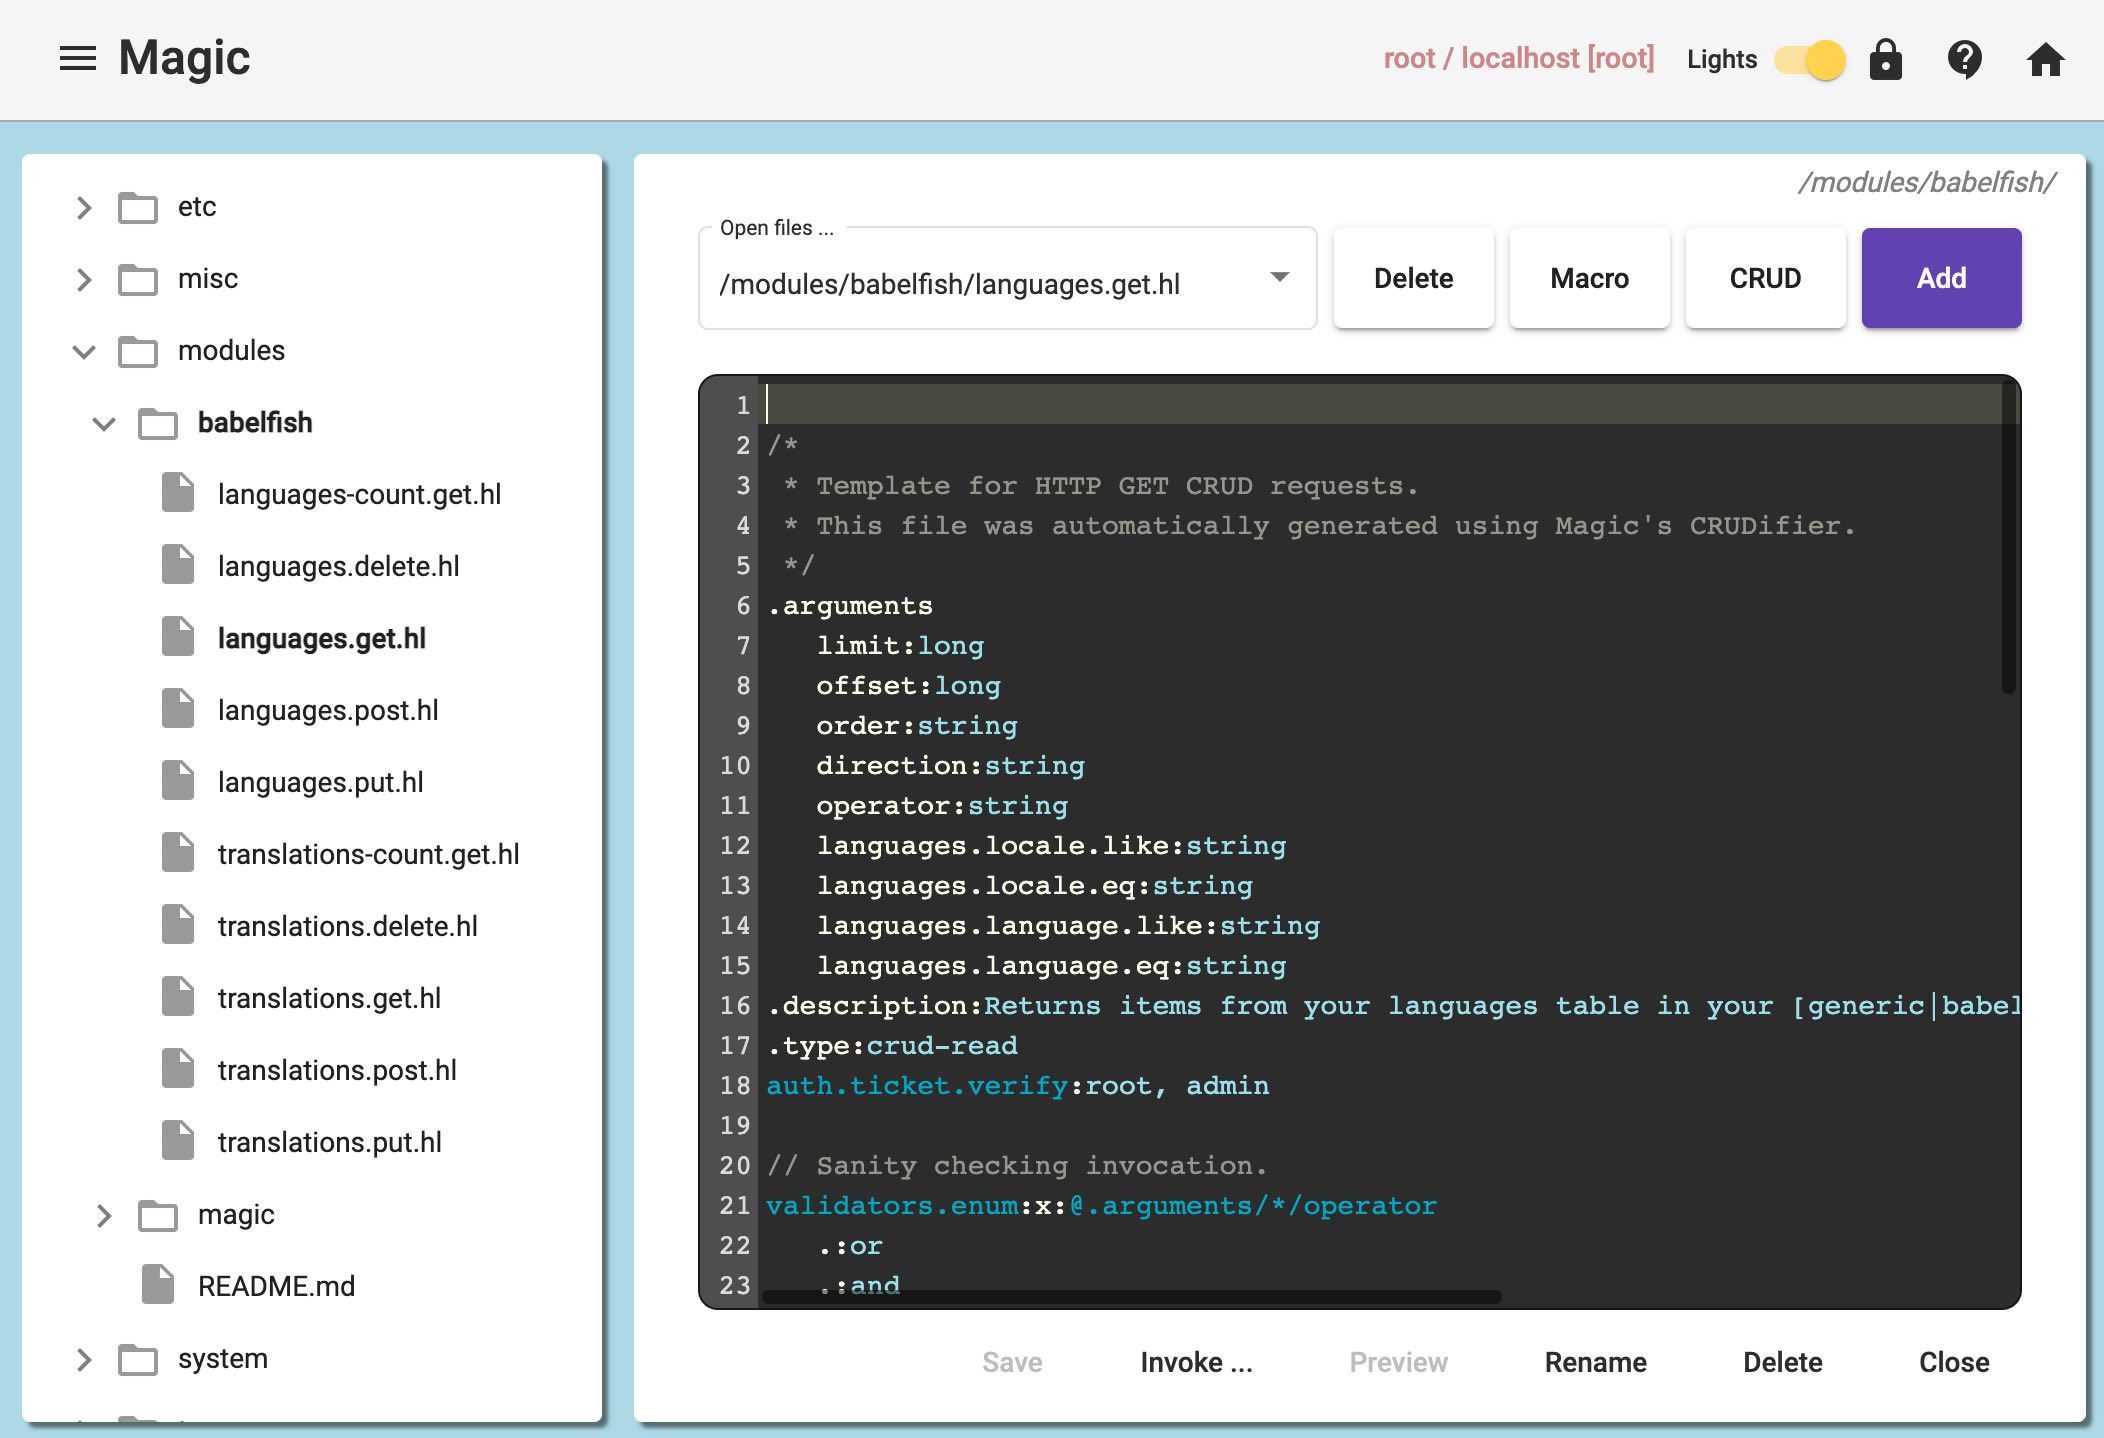 Magic
root / localhost [root]
Lights
etc
misc
modules
babelfish
languages-count.get.hl
languages.delete.hl
languages.get.hl
languages.post.hl
languages.put.hl
translations-count.get.hl
translations.delete.hl
translations.get.hl
translations.post.hl
translations.put.hl
magic
README.md
system
/modules/babelfish/
Open files ...
/modules/babelfish/languages.get.hl
Delete
Macro
CRUD
Add
1
2 /*
3  * Template for HTTP GET CRUD requests.
4  * This file was automatically generated using Magic's CRUDifier.
5  */
6 .arguments
7    limit:long
8    offset:long
9    order:string
10    direction:string
11    operator:string
12    languages.locale.like:string
13    languages.locale.eq:string
14    languages.language.like:string
15    languages.language.eq:string
16 .description:Returns items from your languages table in your [generic|babel
17 .type:crud-read
18 auth.ticket.verify:root, admin
19
20 // Sanity checking invocation.
21 validators.enum:x:@.arguments/*/operator
22    .:or
23    .:and
Save
Invoke ...
Preview
Rename
Delete
Close